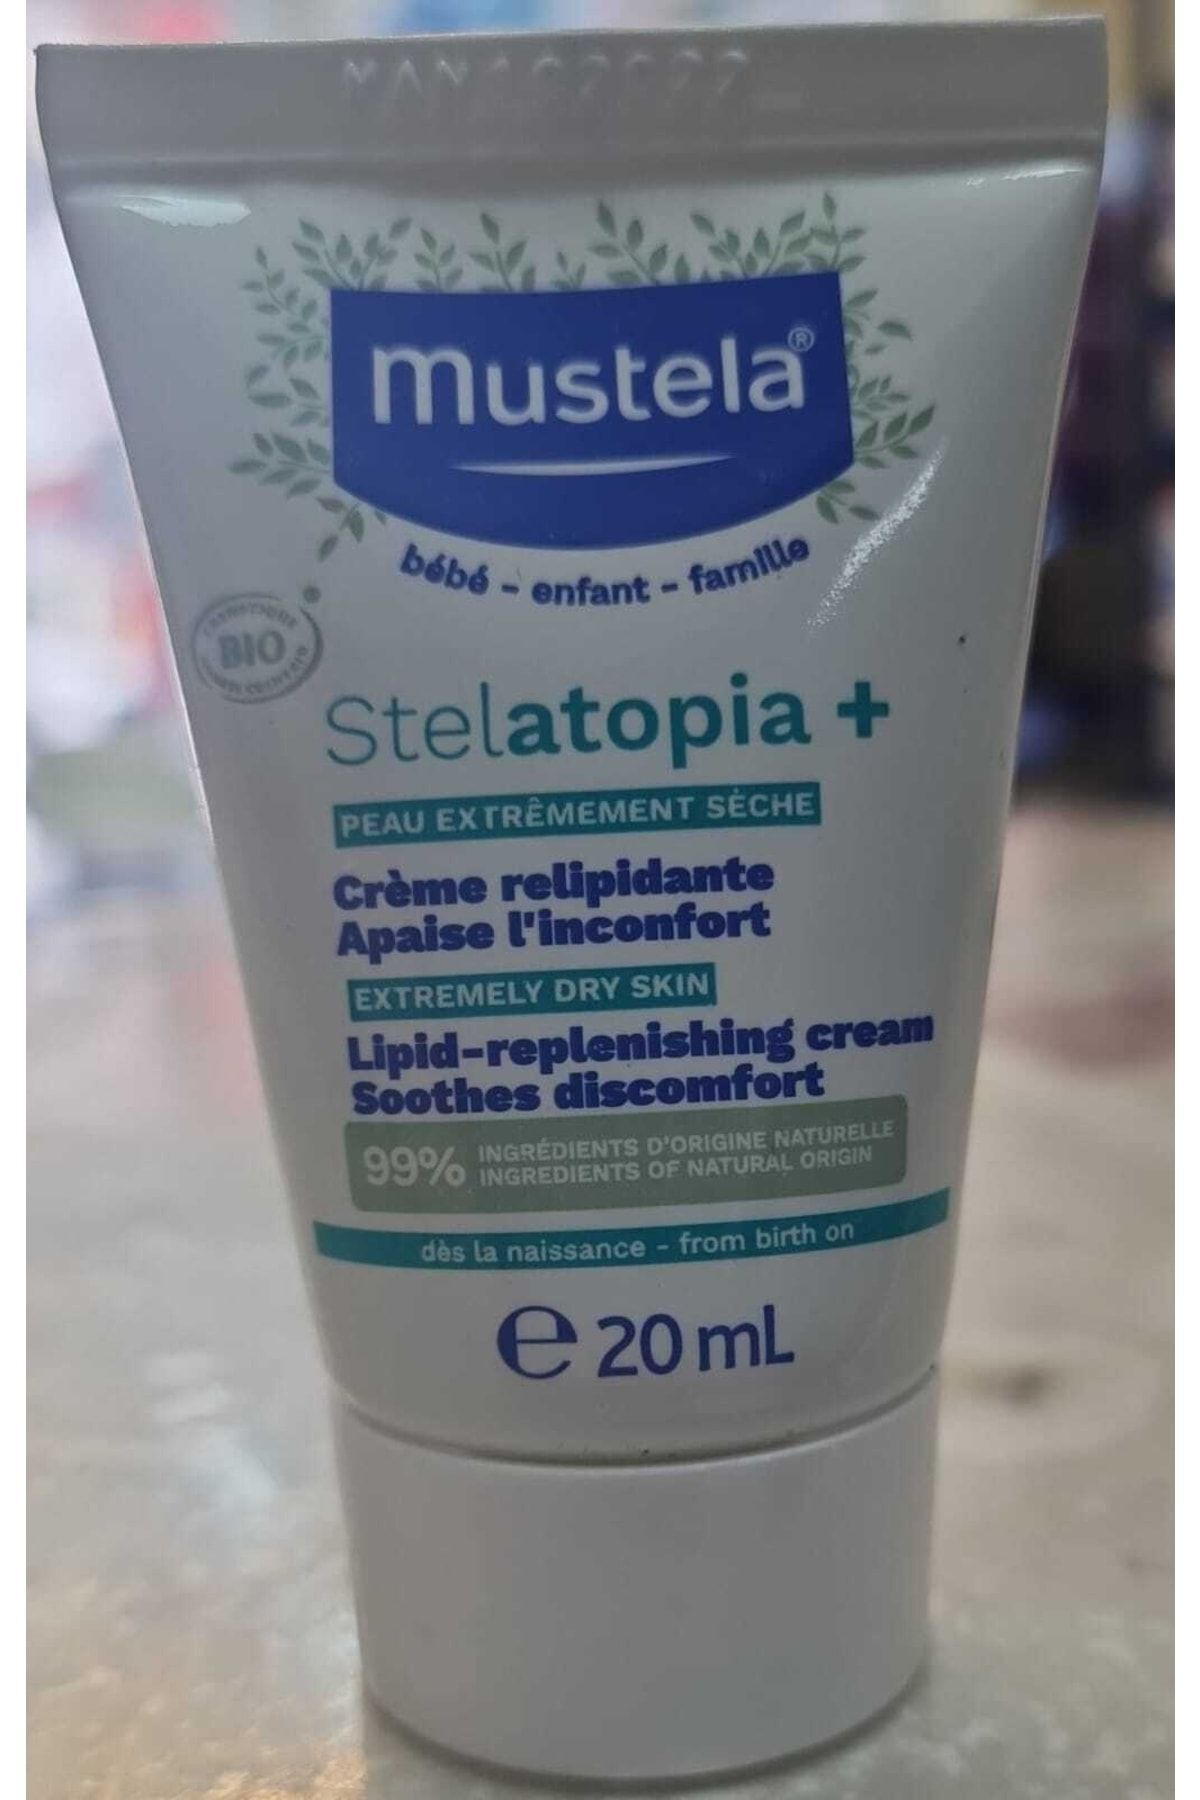 mustela®
bébé - enfant - famille
BIO
Stelatopia +
PEAU EXTRÊMEMENT SÈCHE
Crème relipidante
Apaise l'inconfort
EXTREMELY DRY SKIN
Lipid-replenishing cream
Soothes discomfort
99% INGRÉDIENTS D'ORIGINE NATURELLE
INGREDIENTS OF NATURAL ORIGIN
dès la naissance - from birth on
℮ 20 mL